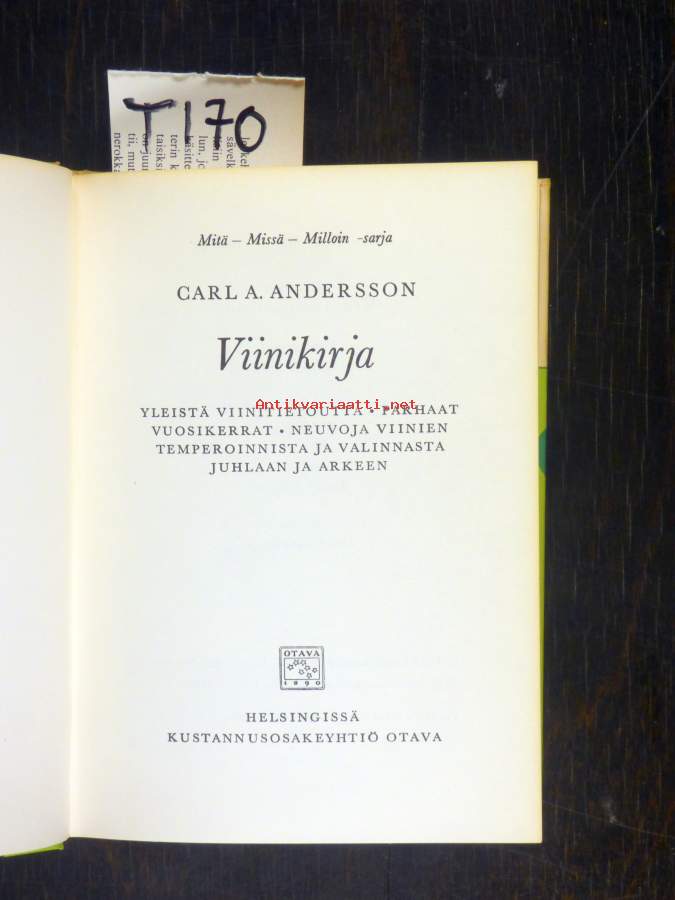 T 170
Mitä – Missä – Milloin -sarja
CARL A. ANDERSSON
Viinikirja
Antikvariaatti.net
YLEISTÄ VIINITIETOUTTA • PARHAAT
VUOSIKERRAT • NEUVOJA VIINIEN
TEMPEROINNISTA JA VALINNASTA
JUHLAAN JA ARKEEN
OTAVA
1890
HELSINGISSÄ
KUSTANNUSOSAKEYHTIÖ OTAVA